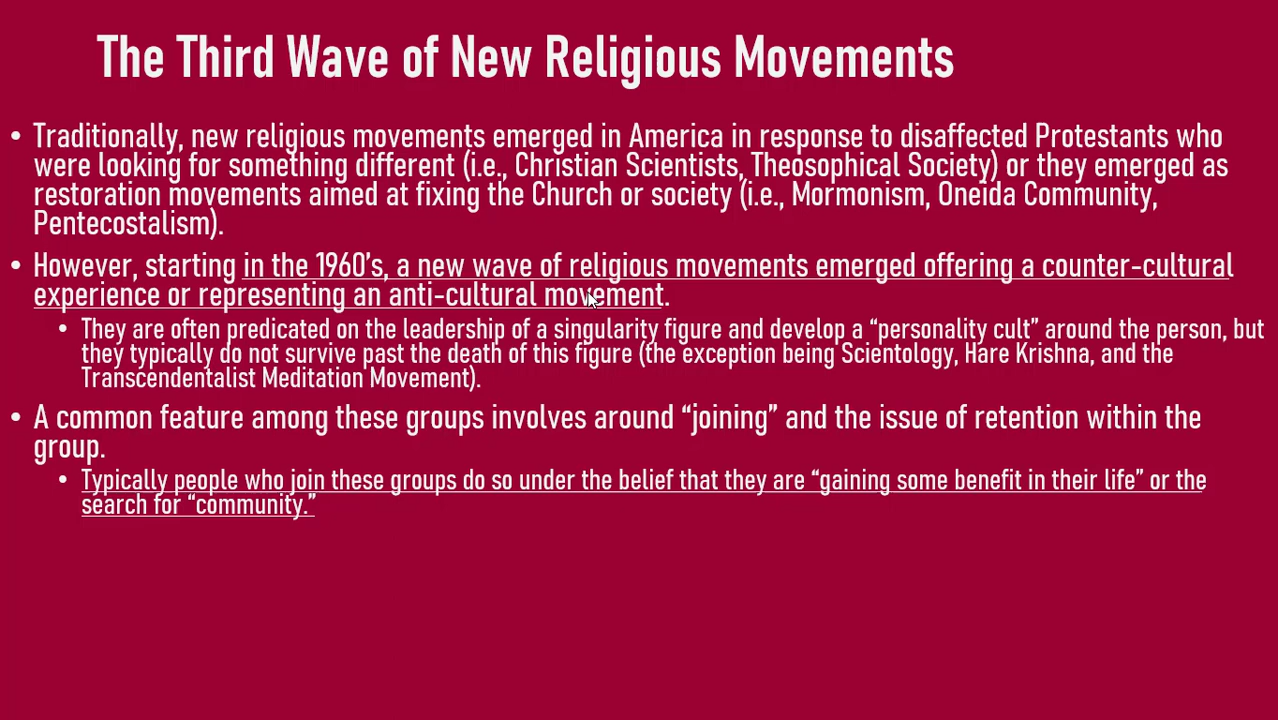 The Third Wave of New Religious Movements
• Traditionally, new religious movements emerged in America in response to disaffected Protestants who
were looking for something different (i.e., Christian Scientists, Theosophical Society) or they emerged as
restoration movements aimed at fixing the Church or society (i.e., Mormonism, Oneida Community,
Pentecostalism).
• However, starting in the 1960's, a new wave of religious movements emerged offering a counter-cultural
experience or representing an anti-cultural movement.
• They are often predicated on the leadership of a singularity figure and develop a “personality cult” around the person, but
they typically do not survive past the death of this figure (the exception being Scientology, Hare Krishna, and the
Transcendentalist Meditation Movement).
• A common feature among these groups involves around “joining” and the issue of retention within the
group.
• Typically people who join these groups do so under the belief that they are “gaining some benefit in their life” or the
search for “community.”